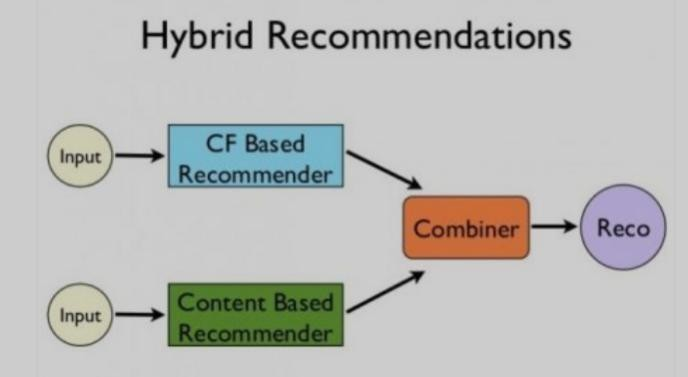 Hybrid Recommendations
Input
CF Based
Recommender
Combiner
Reco
Input
Content Based
Recommender